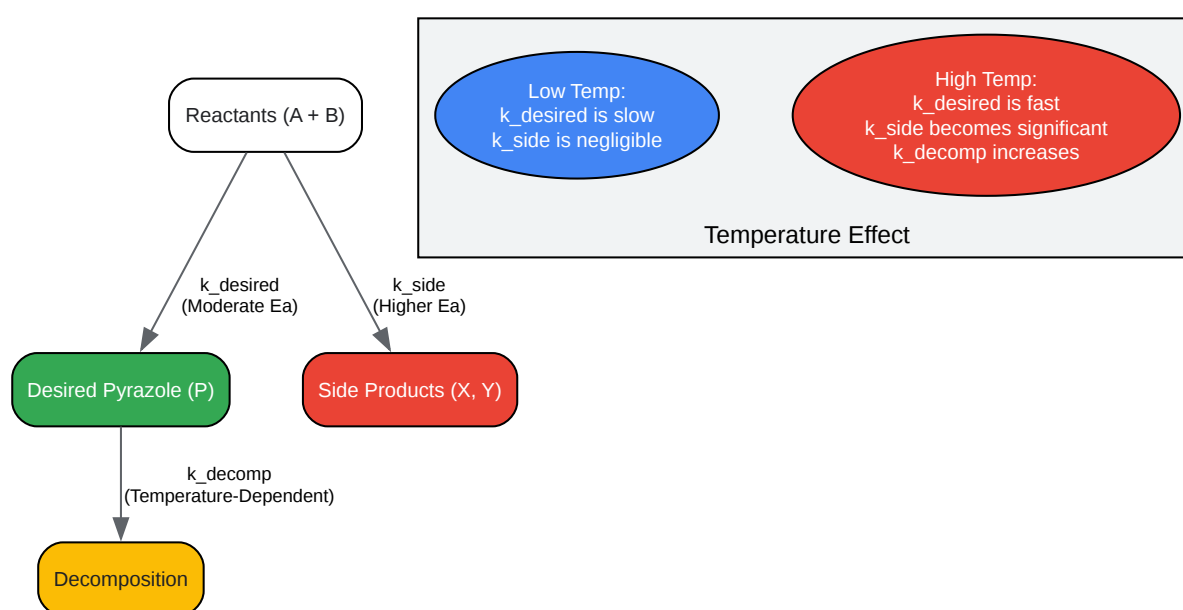 Reactants (A + B)
Low Temp:
k_desired is slow
k_side is negligible
High Temp:
k_desired is fast
k_side becomes significant
k_decomp increases
Temperature Effect
k_desired
(Moderate Ea)
k_side
(Higher Ea)
Desired Pyrazole (P)
Side Products (X, Y)
k_decomp
(Temperature-Dependent)
Decomposition